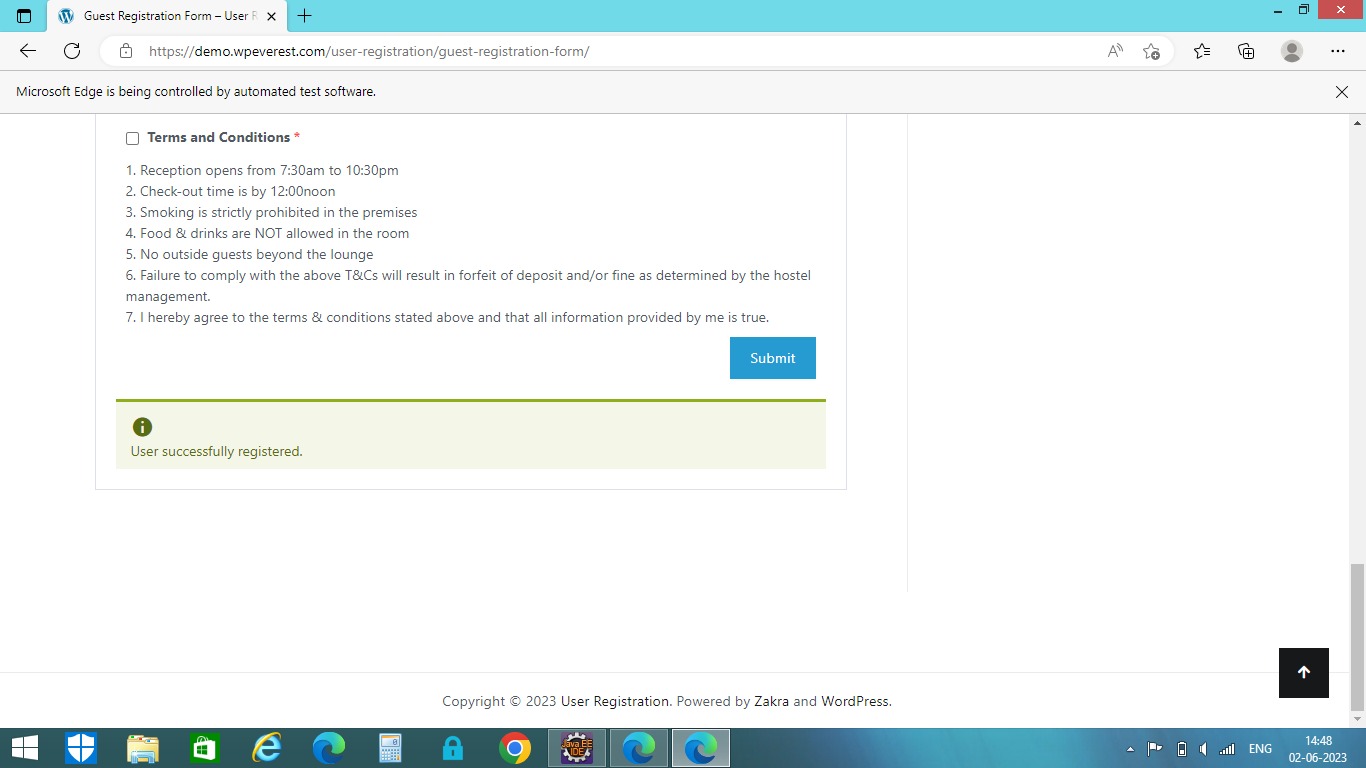 Guest Registration Form – User R
https://demo.wpeverest.com/user-registration/guest-registration-form/
Microsoft Edge is being controlled by automated test software.
Terms and Conditions *
1. Reception opens from 7:30am to 10:30pm
2. Check-out time is by 12:00noon
3. Smoking is strictly prohibited in the premises
4. Food & drinks are NOT allowed in the room
5. No outside guests beyond the lounge
6. Failure to comply with the above T&Cs will result in forfeit of deposit and/or fine as determined by the hostel
management.
7. I hereby agree to the terms & conditions stated above and that all information provided by me is true.
Submit
User successfully registered.
Copyright © 2023 User Registration. Powered by Zakra and WordPress.
Java EE
IDE
ENG
14:48
02-06-2023